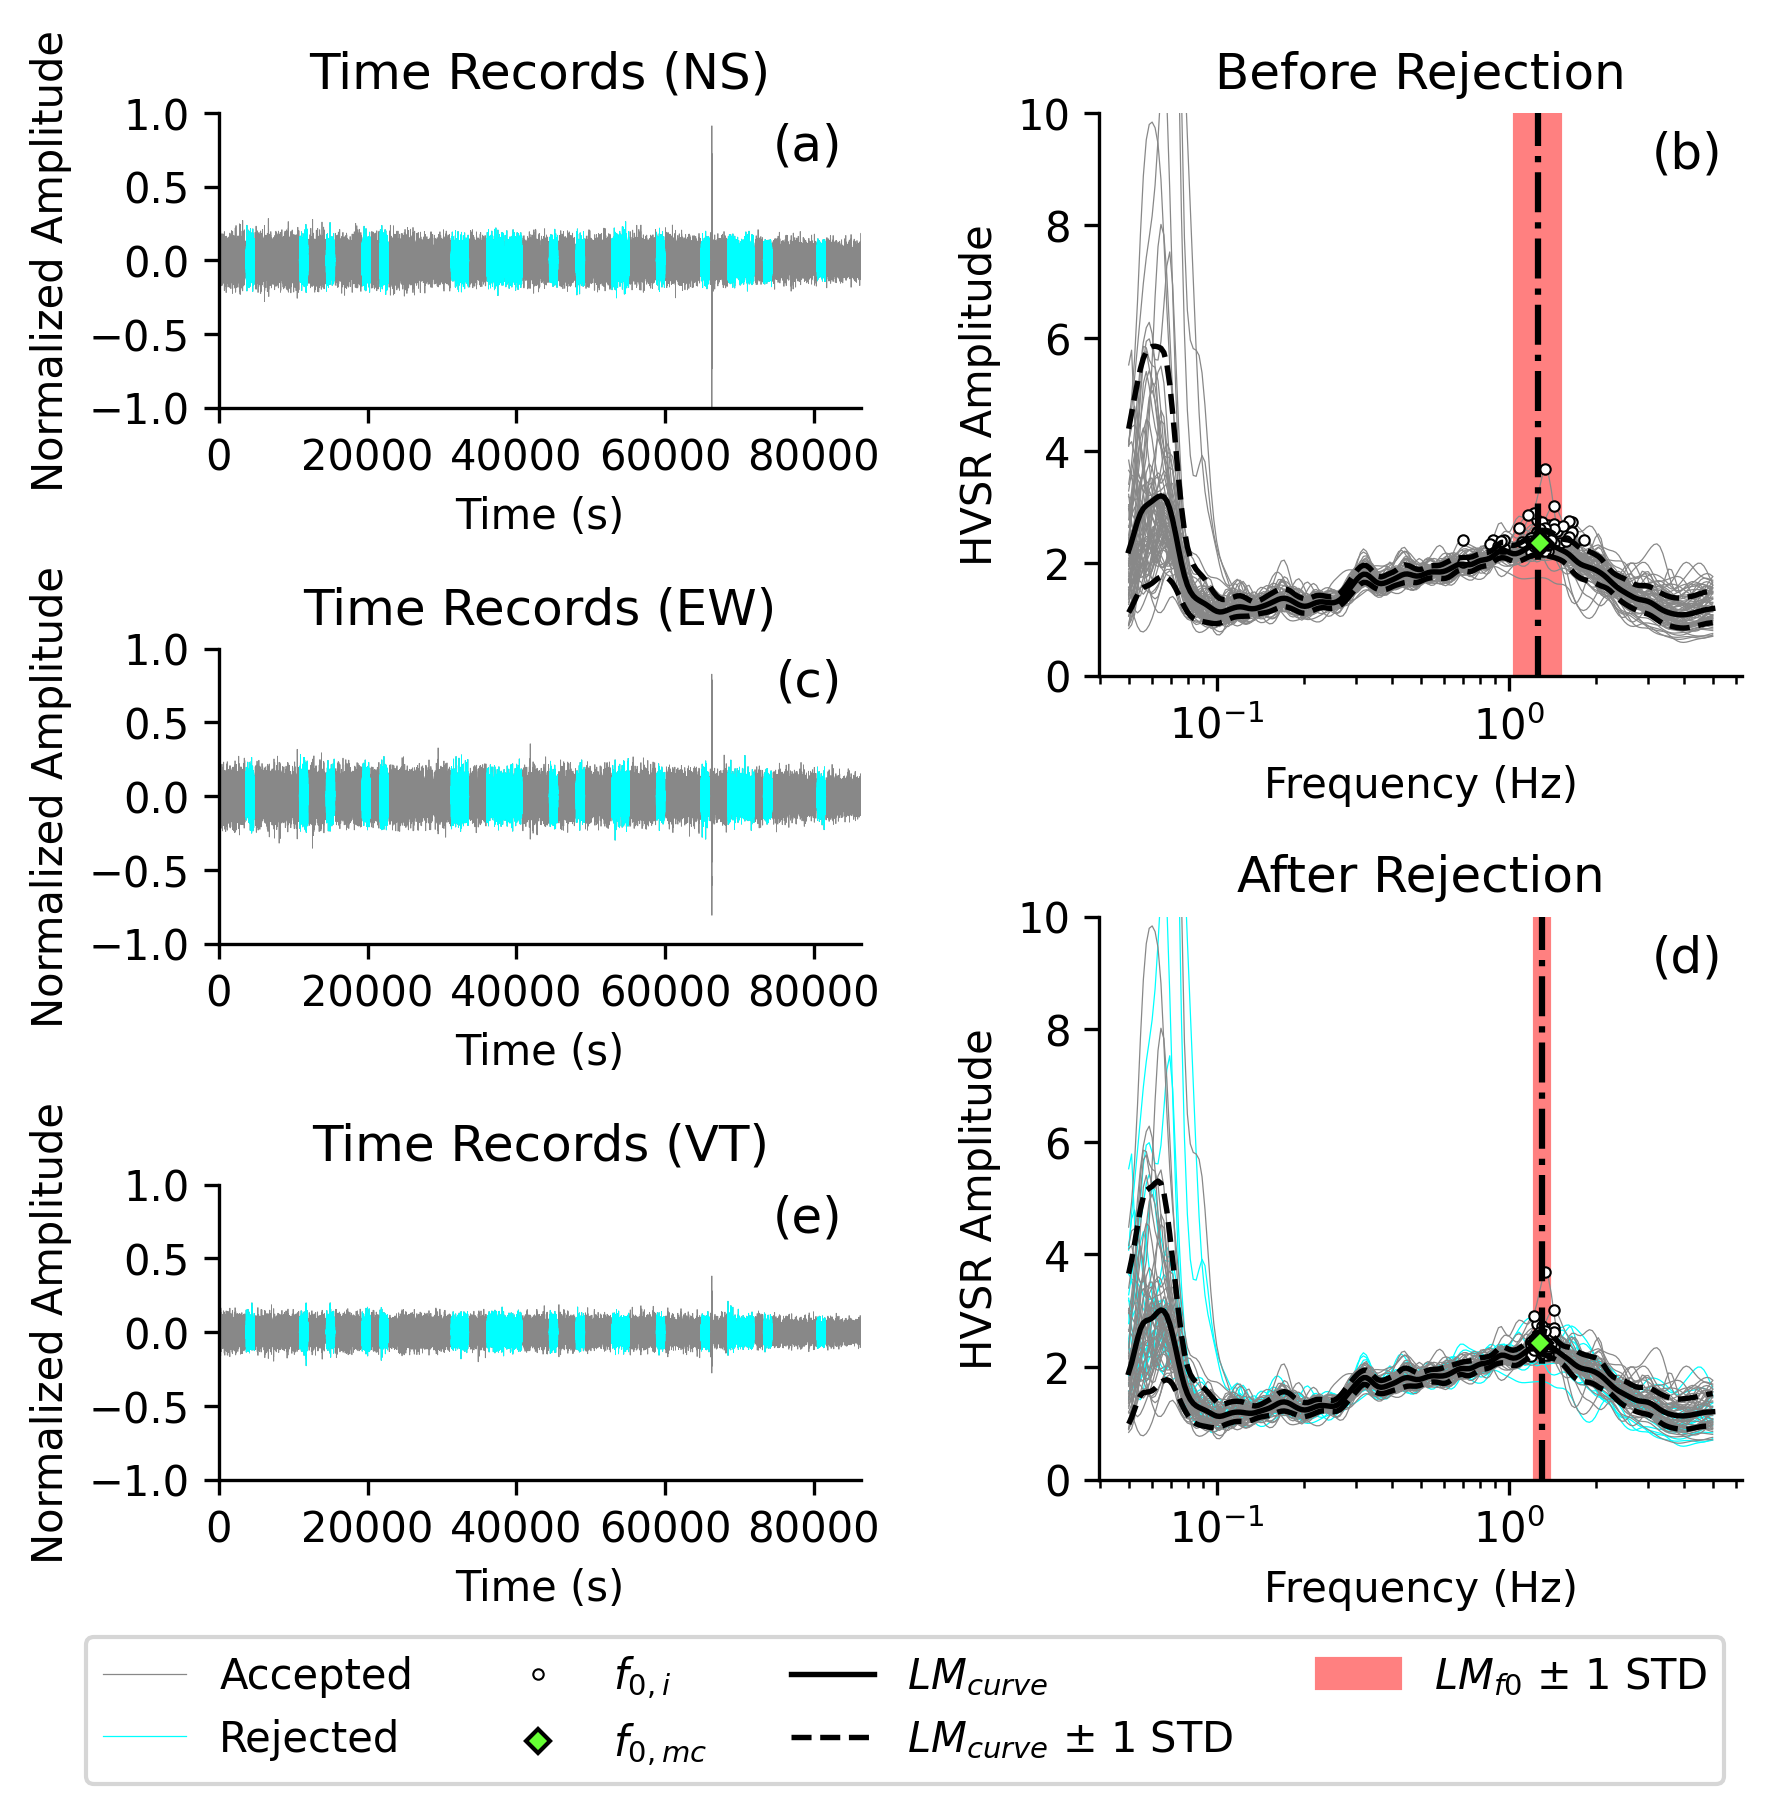 Time Records (NS)
(a)
Normalized Amplitude
1.0
0.5
0.0
−0.5
−1.0
0 20000 40000 60000 80000
Time (s)
Before Rejection
(b)
HVSR Amplitude
10
8
6
4
2
0
10⁻¹ 10⁰
Frequency (Hz)
Time Records (EW)
(c)
Normalized Amplitude
1.0
0.5
0.0
−0.5
−1.0
0 20000 40000 60000 80000
Time (s)
After Rejection
(d)
HVSR Amplitude
10
8
6
4
2
0
10⁻¹ 10⁰
Frequency (Hz)
Time Records (VT)
(e)
Normalized Amplitude
1.0
0.5
0.0
−0.5
−1.0
0 20000 40000 60000 80000
Time (s)
Accepted
Rejected
f0,i
f0,mc
LMcurve
LMcurve ± 1 STD
LMf0 ± 1 STD